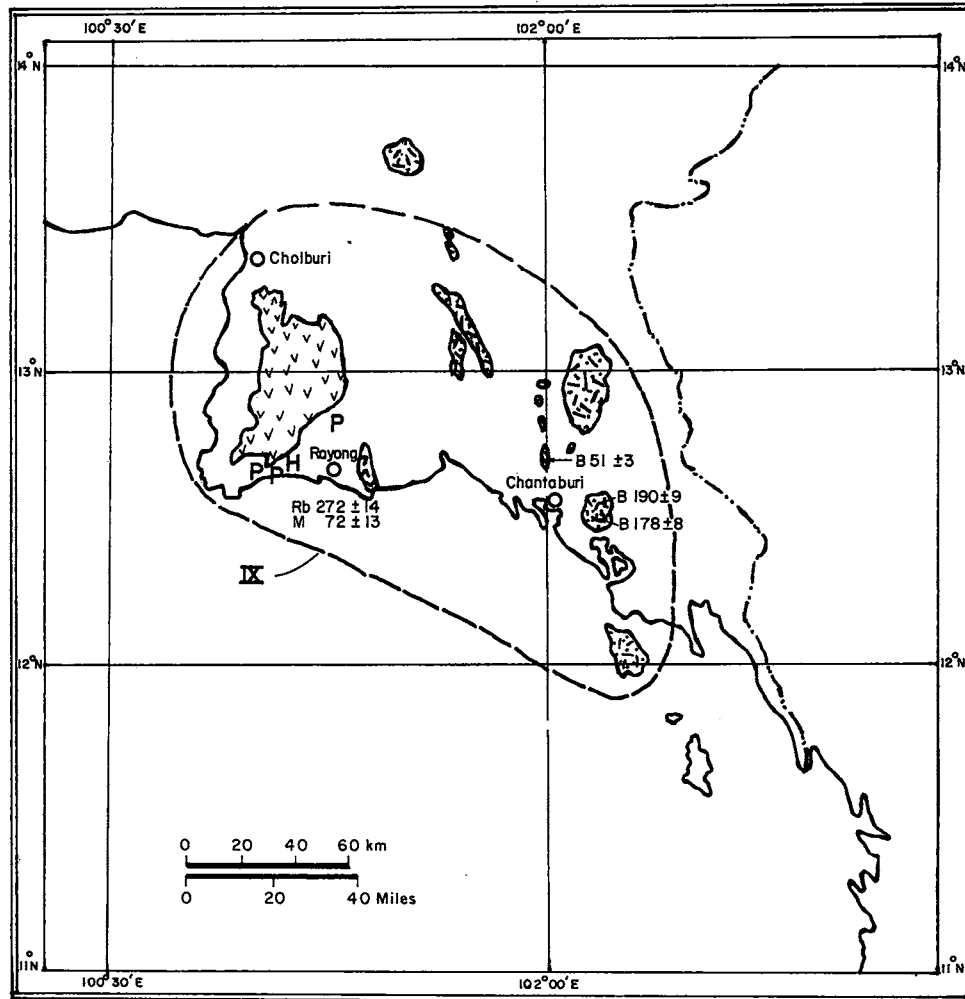 100°30′E 102°00′E
14°N 14°N
Cholburi
13°N 13°N
P
Rayong
P P H
B 51 ±3
Chantaburi
B 190±9
Rb 272 ±14
B 178±8
M 72 ±13
IX
12°N 12°N
0 20 40 60 km
0 20 40 Miles
11°N 11°N
100°30′E 102°00′E